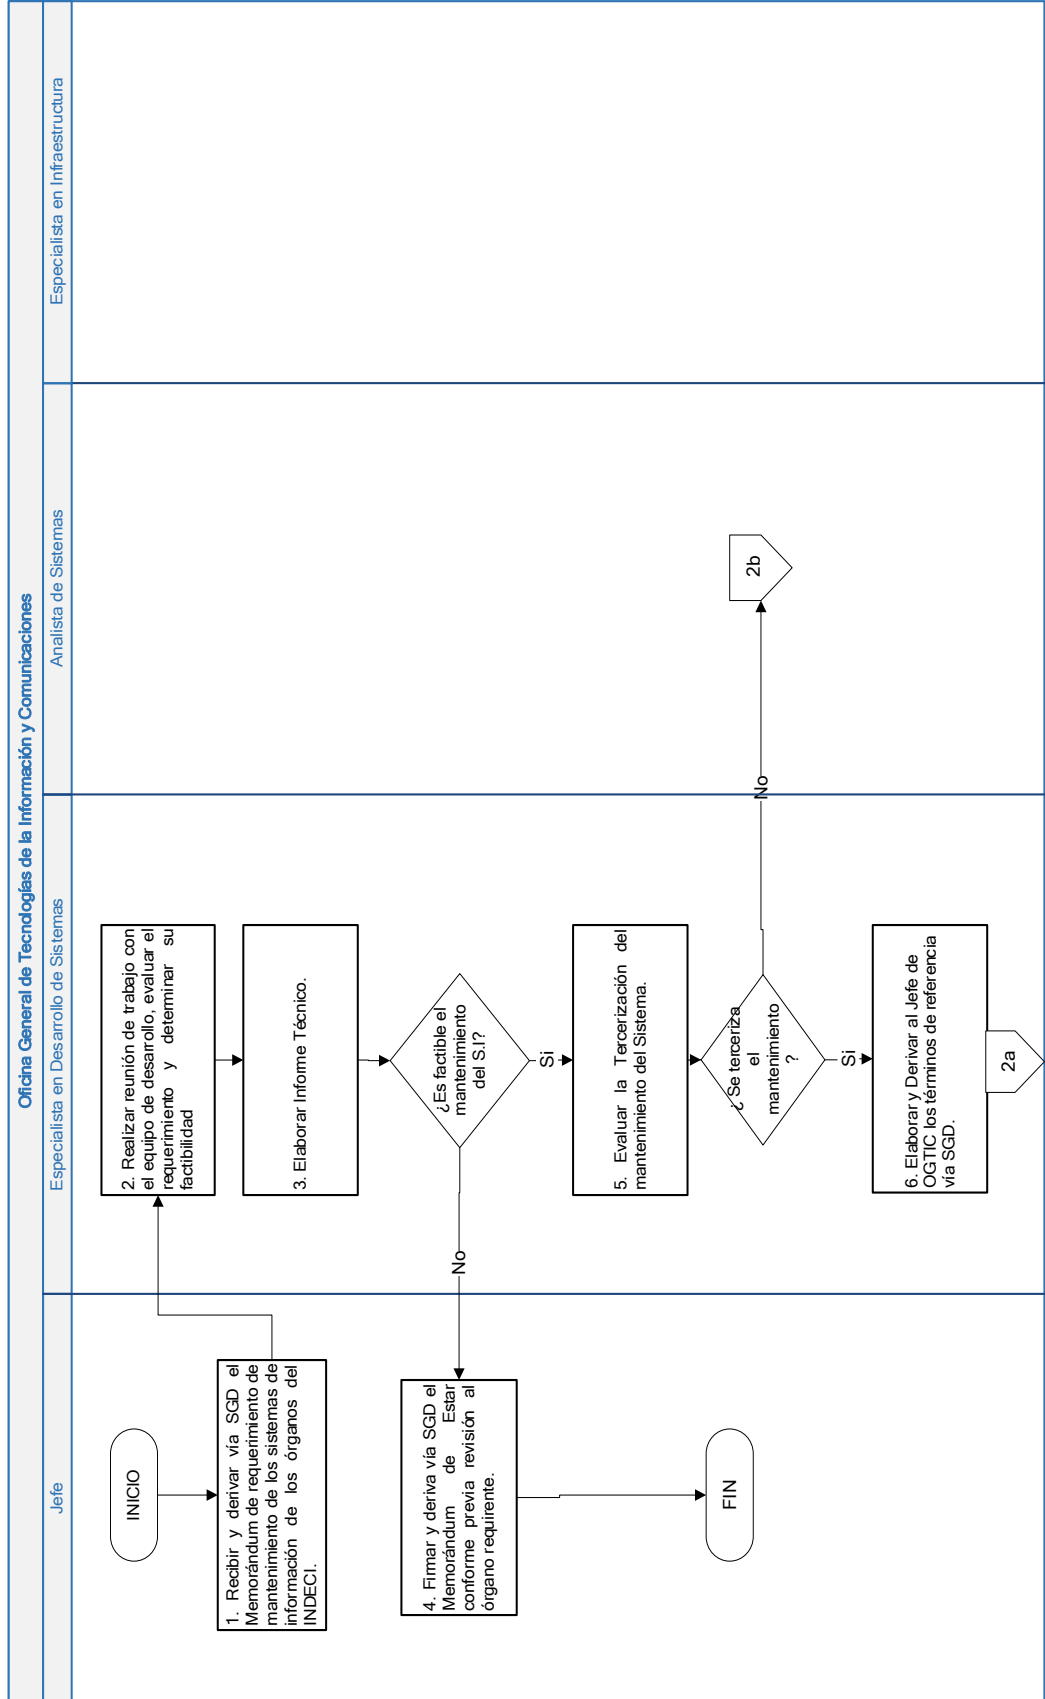 Oficina General de Tecnologías de la Información y Comunicaciones
Jefe
Especialista en Desarrollo de Sistemas
Analista de Sistemas
Especialista en Infraestructura
INICIO
1. Recibir y derivar vía SGD el
Memorándum de requerimiento de
mantenimiento de los sistemas de
información de los órganos del
INDECI.
2. Realizar reunión de trabajo con
el equipo de desarrollo, evaluar el
requerimiento y determinar su
factibilidad
3. Elaborar Informe Técnico.
¿Es factible el
mantenimiento
del S.I?
No
Si
4. Firmar y deriva vía SGD el
Memorándum de Estar
conforme previa revisión al
órgano requirente.
FIN
5. Evaluar la Tercerización del
mantenimiento del Sistema.
¿ Se terceriza
el
mantenimiento
?
No
2b
Si
6. Elaborar y Derivar al Jefe de
OGTIC los términos de referencia
vía SGD.
2a